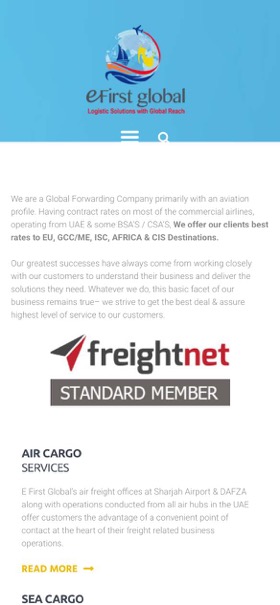 eFirst global
Logistic Solutions with Global Reach
We are a Global Forwarding Company primarily with an aviation
profile. Having contract rates on most of the commercial airlines,
operating from UAE & some BSA'S / CSA'S, We offer our clients best
rates to EU, GCC/ME, ISC, AFRICA & CIS Destinations.
Our greatest successes have always come from working closely
with our customers to understand their business and deliver the
solutions they need. Whatever we do, this basic facet of our
business remains true– we strive to get the best deal & assure
highest level of service to our customers.
freightnet
STANDARD MEMBER
AIR CARGO
SERVICES
E First Global's air freight offices at Sharjah Airport & DAFZA
along with operations conducted from all air hubs in the UAE
offer customers the advantage of a convenient point of
contact at the heart of their freight related business
operations.
READ MORE
SEA CARGO